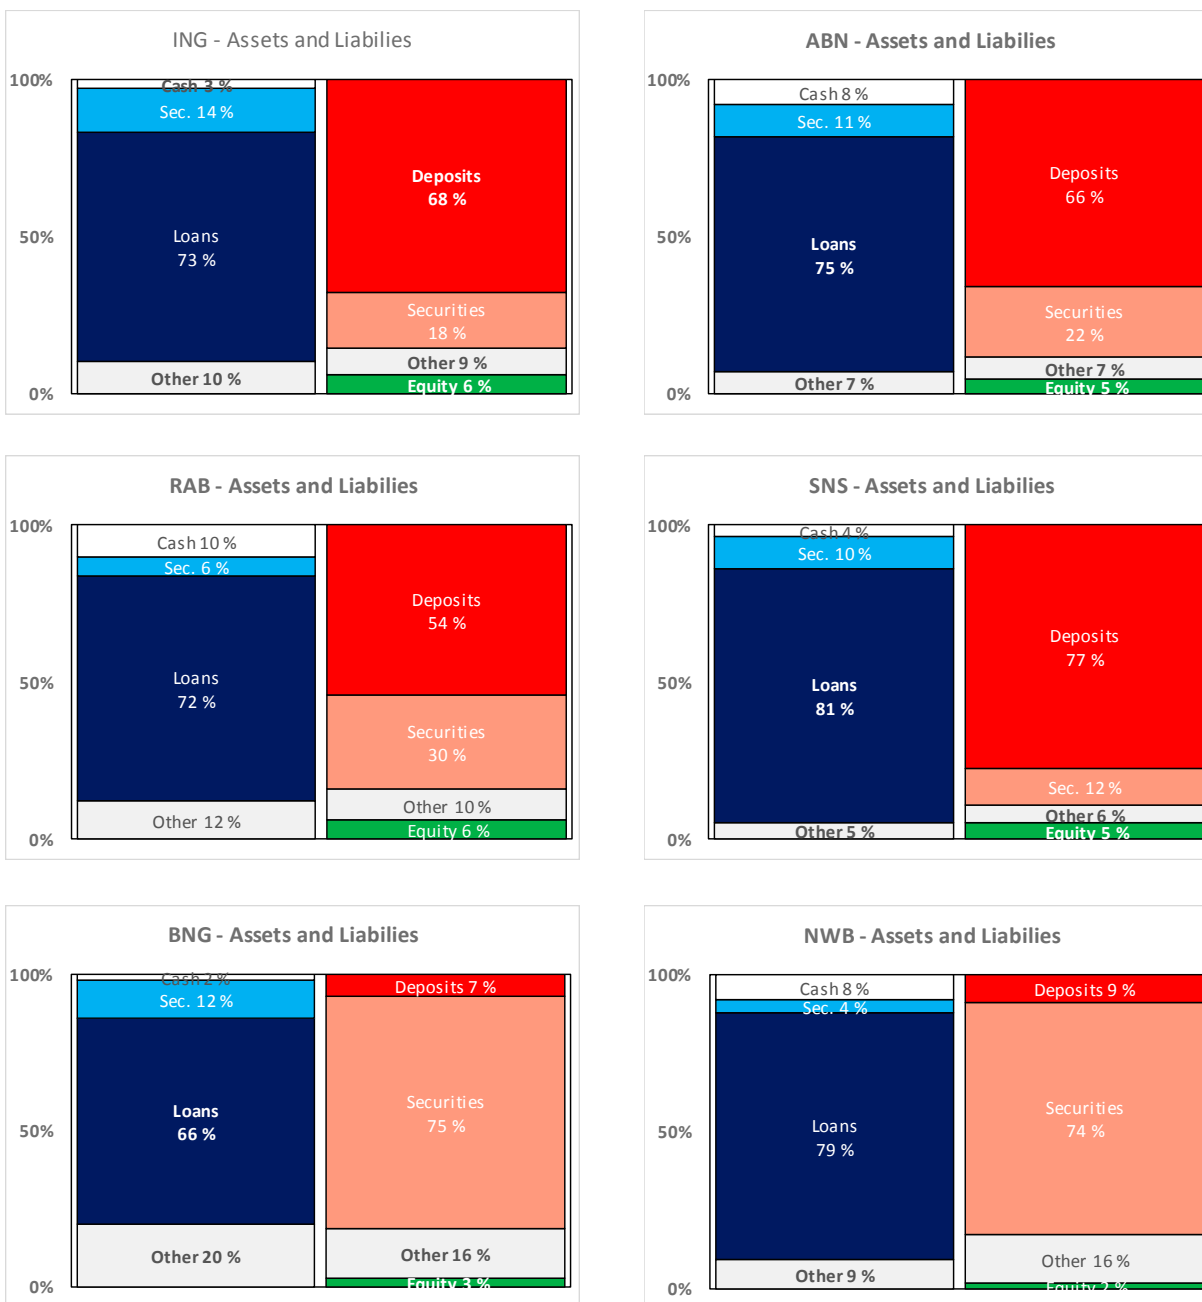 ING - Assets and Liabilies
100%
50%
0%
Cash 3 %
Sec. 14 %
Loans
73 %
Other 10 %
Deposits
68 %
Securities
18 %
Other 9 %
Equity 6 %
ABN - Assets and Liabilies
100%
50%
0%
Cash 8 %
Sec. 11 %
Loans
75 %
Other 7 %
Deposits
66 %
Securities
22 %
Other 7 %
Equity 5 %
RAB - Assets and Liabilies
100%
50%
0%
Cash 10 %
Sec. 6 %
Loans
72 %
Other 12 %
Deposits
54 %
Securities
30 %
Other 10 %
Equity 6 %
SNS - Assets and Liabilies
100%
50%
0%
Cash 4 %
Sec. 10 %
Loans
81 %
Other 5 %
Deposits
77 %
Sec. 12 %
Other 6 %
Equity 5 %
BNG - Assets and Liabilies
100%
50%
0%
Cash 2 %
Sec. 12 %
Loans
66 %
Other 20 %
Deposits 7 %
Securities
75 %
Other 16 %
Equity 3 %
NWB - Assets and Liabilies
100%
50%
0%
Cash 8 %
Sec. 4 %
Loans
79 %
Other 9 %
Deposits 9 %
Securities
74 %
Other 16 %
Equity 2 %